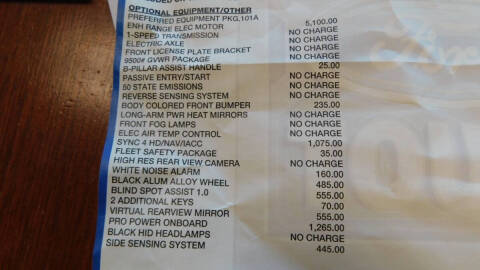 OPTIONAL EQUIPMENT/OTHER
PREFERRED EQUIPMENT PKG.101A
ENH RANGE ELEC MOTOR 5,100.00
1-SPEED TRANSMISSION NO CHARGE
ELECTRIC AXLE NO CHARGE
FRONT LICENSE PLATE BRACKET NO CHARGE
9500# GVWR PACKAGE NO CHARGE
B-PILLAR ASSIST HANDLE 25.00
PASSIVE ENTRY/START NO CHARGE
50 STATE EMISSIONS NO CHARGE
REVERSE SENSING SYSTEM NO CHARGE
BODY COLORED FRONT BUMPER 235.00
LONG-ARM PWR HEAT MIRRORS NO CHARGE
FRONT FOG LAMPS NO CHARGE
ELEC AIR TEMP CONTROL NO CHARGE
SYNC 4 HD/NAV/IACC 1,075.00
FLEET SAFETY PACKAGE 35.00
HIGH RES REAR VIEW CAMERA NO CHARGE
WHITE NOISE ALARM 160.00
BLACK ALUM ALLOY WHEEL 485.00
BLIND SPOT ASSIST 1.0 555.00
2 ADDITIONAL KEYS 70.00
VIRTUAL REARVIEW MIRROR 555.00
PRO POWER ONBOARD 1,265.00
BLACK HID HEADLAMPS NO CHARGE
SIDE SENSING SYSTEM 445.00